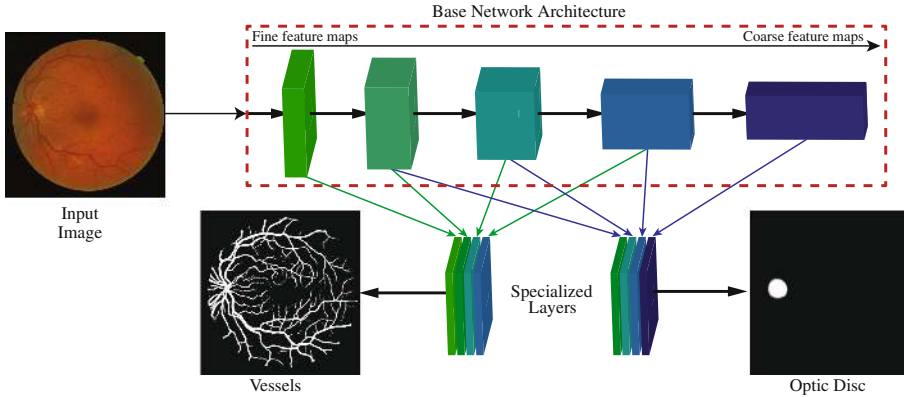 Base Network Architecture
Fine feature maps
Coarse feature maps
Input
Image
Specialized
Layers
Vessels
Optic Disc